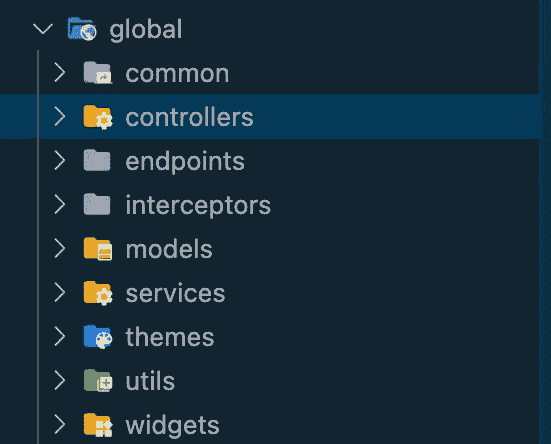 global
common
controllers
endpoints
interceptors
models
services
themes
utils
widgets